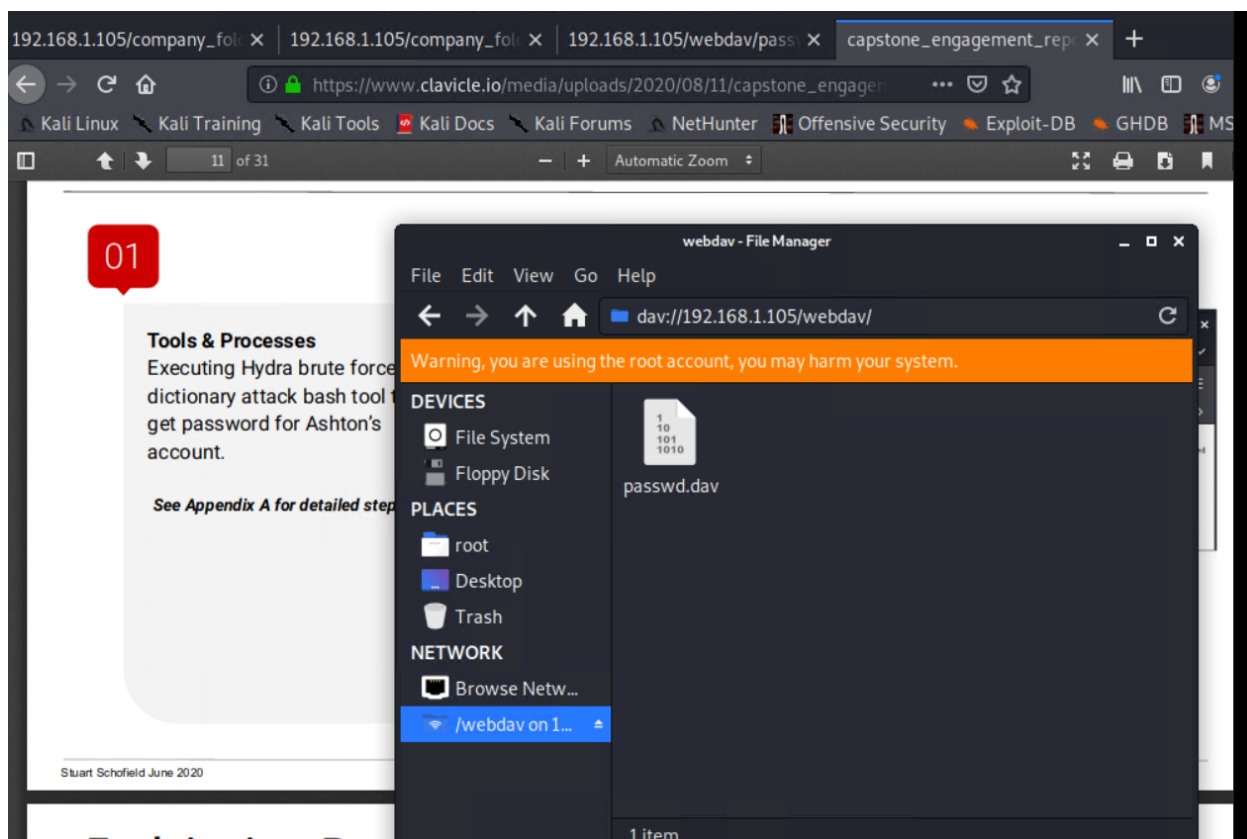 192.168.1.105/company_fol
192.168.1.105/company_fol
192.168.1.105/webdav/pass
capstone_engagement_repo
https://www.clavicle.io/media/uploads/2020/08/11/capstone_engagem
Kali Linux Kali Training Kali Tools Kali Docs Kali Forums NetHunter Offensive Security Exploit-DB GHDB MS
11 of 31 Automatic Zoom
01
Tools & Processes
Executing Hydra brute force
dictionary attack bash tool t
get password for Ashton's
account.
See Appendix A for detailed step
Stuart Schofield June 2020
webdav - File Manager
File Edit View Go Help
dav://192.168.1.105/webdav/
Warning, you are using the root account, you may harm your system.
DEVICES
File System
Floppy Disk
PLACES
root
Desktop
Trash
NETWORK
Browse Netw...
/webdav on 1...
1
10
101
1010
passwd.dav
1 item